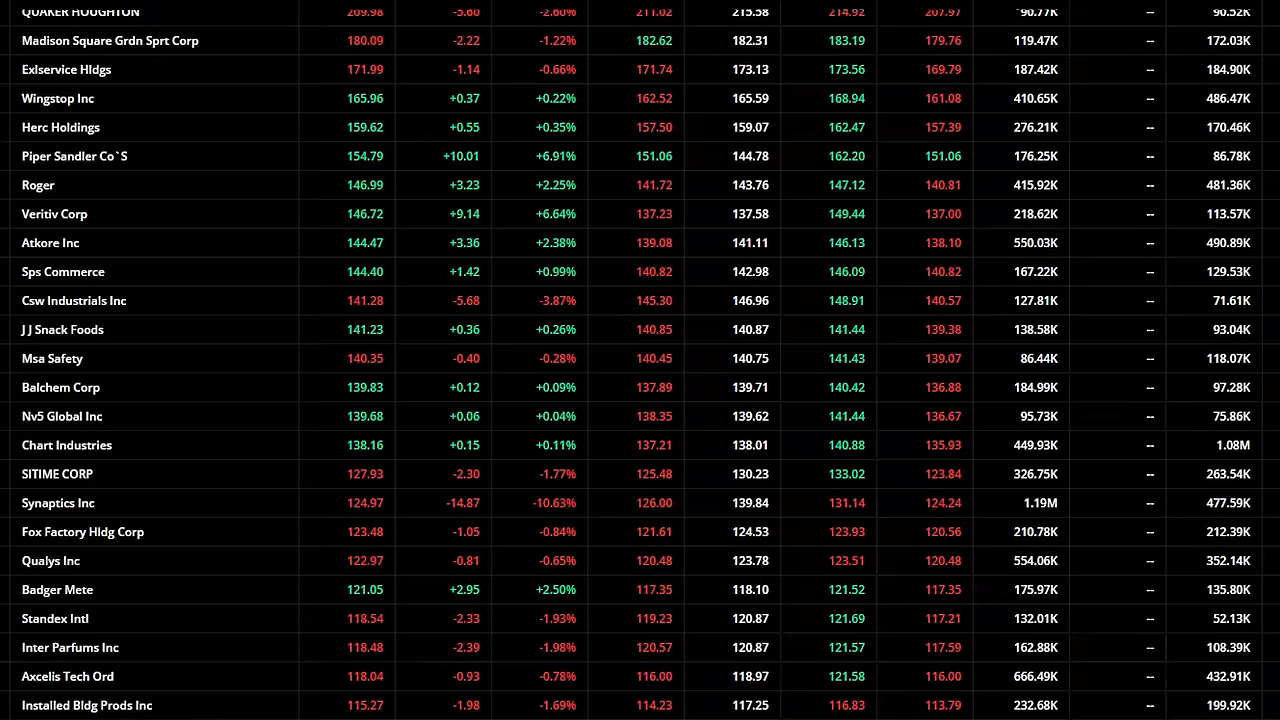 QUAKER HOUGHTON 209.98 -5.60 -2.60% 211.02 215.58 214.92 207.97 90.77K -- 90.52K
Madison Square Grdn Sprt Corp 180.09 -2.22 -1.22% 182.62 182.31 183.19 179.76 119.47K -- 172.03K
Exlservice Hldgs 171.99 -1.14 -0.66% 171.74 173.13 173.56 169.79 187.42K -- 184.90K
Wingstop Inc 165.96 +0.37 +0.22% 162.52 165.59 168.94 161.08 410.65K -- 486.47K
Herc Holdings 159.62 +0.55 +0.35% 157.50 159.07 162.47 157.39 276.21K -- 170.46K
Piper Sandler Co`S 154.79 +10.01 +6.91% 151.06 144.78 162.20 151.06 176.25K -- 86.78K
Roger 146.99 +3.23 +2.25% 141.72 143.76 147.12 140.81 415.92K -- 481.36K
Veritiv Corp 146.72 +9.14 +6.64% 137.23 137.58 149.44 137.00 218.62K -- 113.57K
Atkore Inc 144.47 +3.36 +2.38% 139.08 141.11 146.13 138.10 550.03K -- 490.89K
Sps Commerce 144.40 +1.42 +0.99% 140.82 142.98 146.09 140.82 167.22K -- 129.53K
Csw Industrials Inc 141.28 -5.68 -3.87% 145.30 146.96 148.91 140.57 127.81K -- 71.61K
J J Snack Foods 141.23 +0.36 +0.26% 140.85 140.87 141.44 139.38 138.58K -- 93.04K
Msa Safety 140.35 -0.40 -0.28% 140.45 140.75 141.43 139.07 86.44K -- 118.07K
Balchem Corp 139.83 +0.12 +0.09% 137.89 139.71 140.42 136.88 184.99K -- 97.28K
Nv5 Global Inc 139.68 +0.06 +0.04% 138.35 139.62 141.44 136.67 95.73K -- 75.86K
Chart Industries 138.16 +0.15 +0.11% 137.21 138.01 140.88 135.93 449.93K -- 1.08M
SITIME CORP 127.93 -2.30 -1.77% 125.48 130.23 133.02 123.84 326.75K -- 263.54K
Synaptics Inc 124.97 -14.87 -10.63% 126.00 139.84 131.14 124.24 1.19M -- 477.59K
Fox Factory Hldg Corp 123.48 -1.05 -0.84% 121.61 124.53 123.93 120.56 210.78K -- 212.39K
Qualys Inc 122.97 -0.81 -0.65% 120.48 123.78 123.51 120.48 554.06K -- 352.14K
Badger Mete 121.05 +2.95 +2.50% 117.35 118.10 121.52 117.35 175.97K -- 135.80K
Standex Intl 118.54 -2.33 -1.93% 119.23 120.87 121.69 117.21 132.01K -- 52.13K
Inter Parfums Inc 118.48 -2.39 -1.98% 120.57 120.87 121.57 117.59 162.88K -- 108.39K
Axcelis Tech Ord 118.04 -0.93 -0.78% 116.00 118.97 121.58 116.00 666.49K -- 432.91K
Installed Bldg Prods Inc 115.27 -1.98 -1.69% 114.23 117.25 116.83 113.79 232.68K -- 199.92K